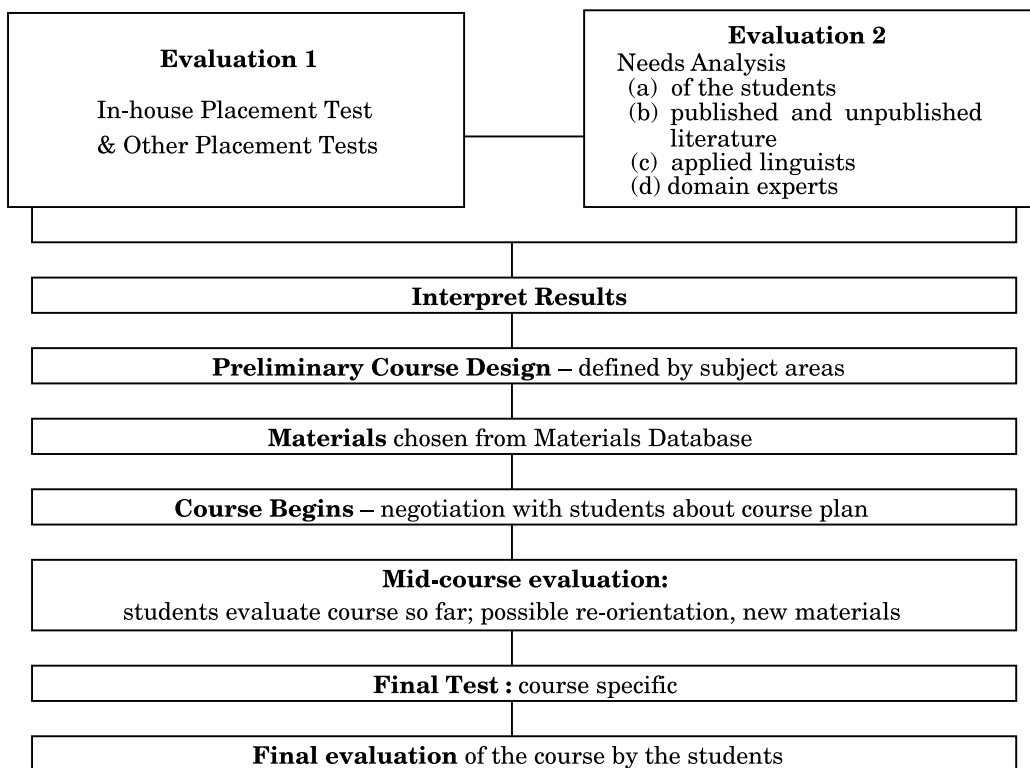 Evaluation 1
In-house Placement Test
& Other Placement Tests
Evaluation 2
Needs Analysis
(a) of the students
(b) published and unpublished
literature
(c) applied linguists
(d) domain experts
Interpret Results
Preliminary Course Design – defined by subject areas
Materials chosen from Materials Database
Course Begins – negotiation with students about course plan
Mid-course evaluation:
students evaluate course so far; possible re-orientation, new materials
Final Test : course specific
Final evaluation of the course by the students